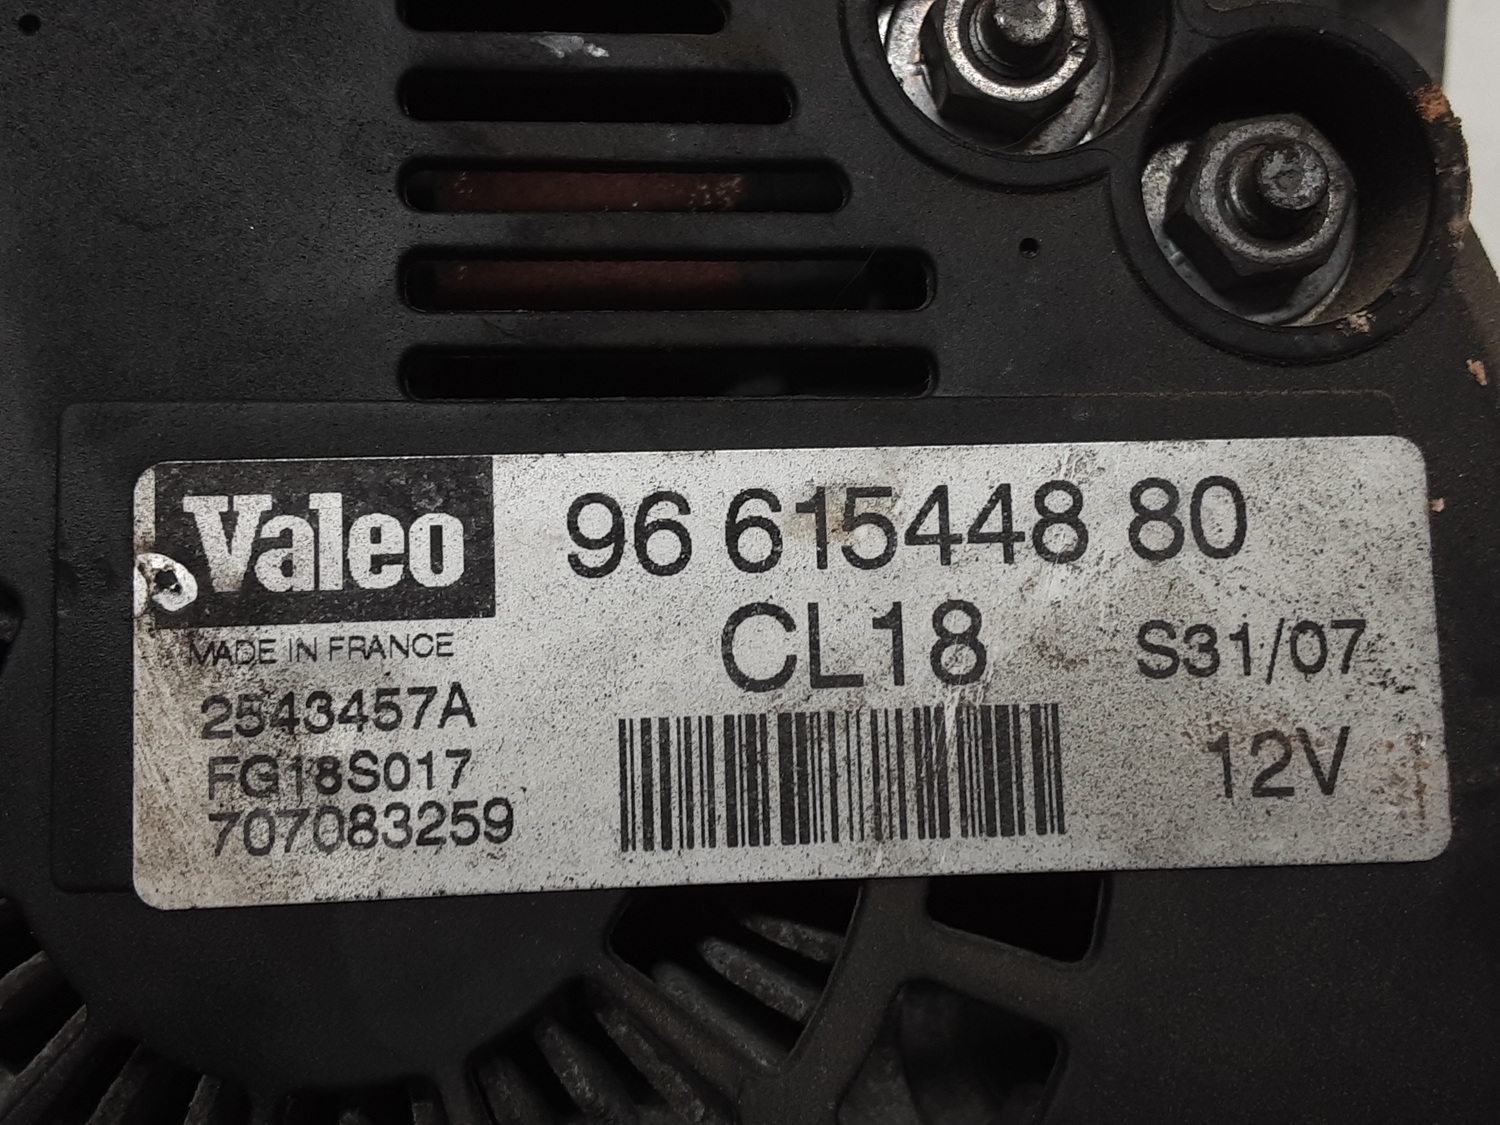 Valeo
96 615448 80
CL18
S31/07
MADE IN FRANCE
2543457A
FG18S017
707083259
12V